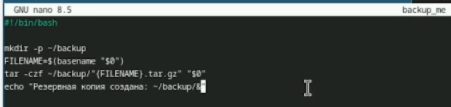 GNU nano 8.5 backup_me
#!/bin/bash
mkdir -p ~/backup
FILENAME=$(basename "$0")
tar -czf ~/backup/"{FILENAME}.tar.gz" "$0"
echo "Резервная копия создана: ~/backup/&"